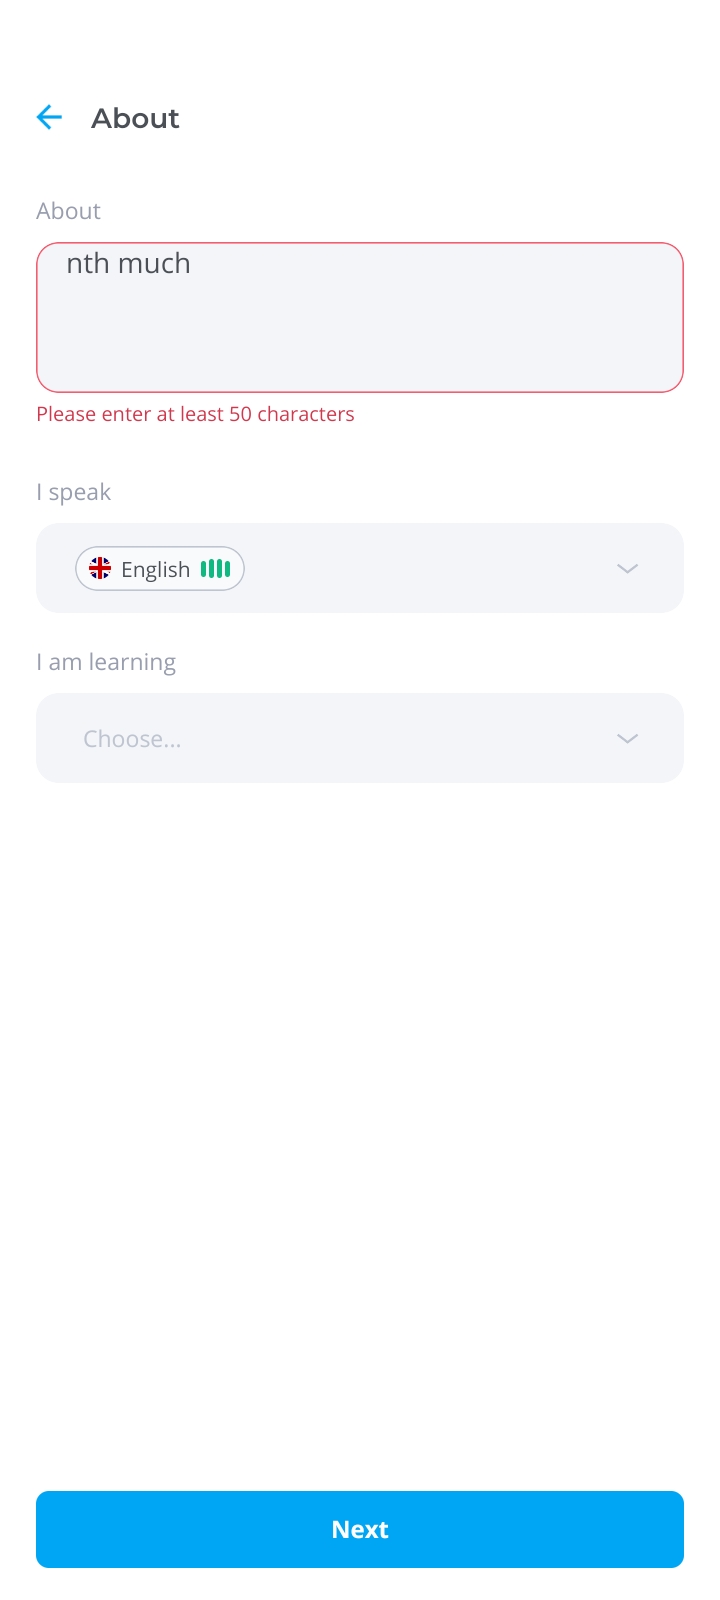 About
About
nth much
Please enter at least 50 characters
I speak
English
I am learning
Choose...
Next